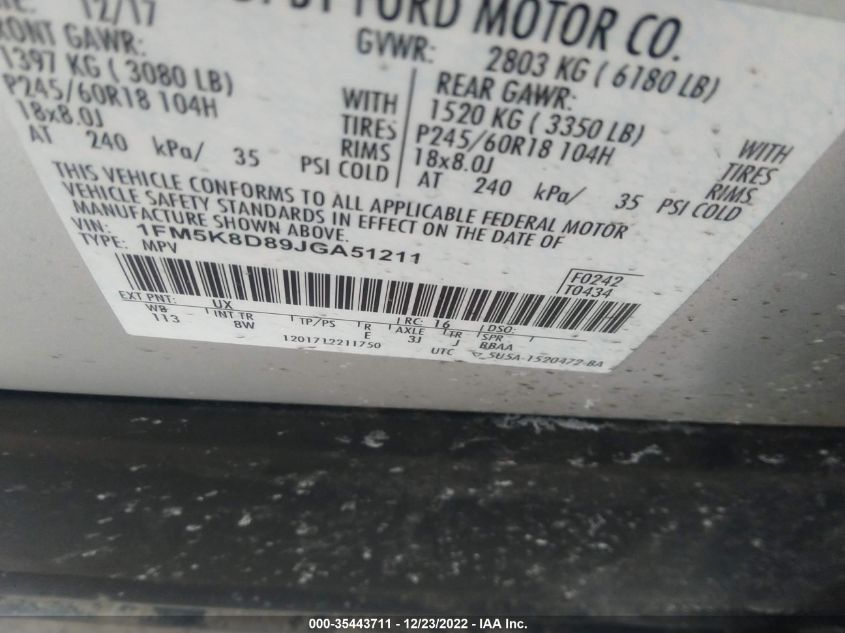 12/17
BY FORD MOTOR CO.
FRONT GAWR:
GVWR: 2803 KG ( 6180 LB)
1397 KG ( 3080 LB)
REAR GAWR:
P245/60R18 104H WITH
1520 KG ( 3350 LB) WITH
18x8.0J TIRES
P245/60R18 104H TIRES
RIMS
18x8.0J RIMS
AT 240 kPa/ 35 PSI COLD
AT 240 kPa/ 35 PSI COLD
THIS VEHICLE CONFORMS TO ALL APPLICABLE FEDERAL MOTOR
VEHICLE SAFETY STANDARDS IN EFFECT ON THE DATE OF
MANUFACTURE SHOWN ABOVE.
VIN: 1FM5K8D89JGA51211
TYPE: MPV
F0242
T0434
EXT PNT: UX RC: 16 DSO:
WB INT TR TP/PS R AXLE TR SPR
113 8W E 3J J BBAA
1201712211750 UTC 5U5A-1520472-BA
000-35443711 - 12/23/2022 - IAA Inc.